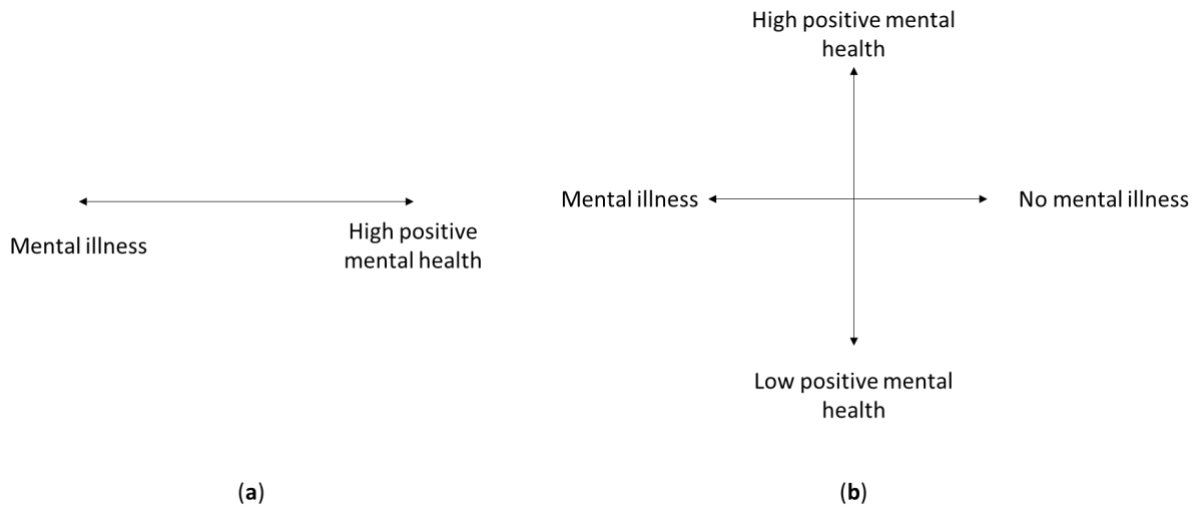 Mental illness
High positive
mental health
(a)
High positive mental
health
Mental illness
No mental illness
Low positive mental
health
(b)